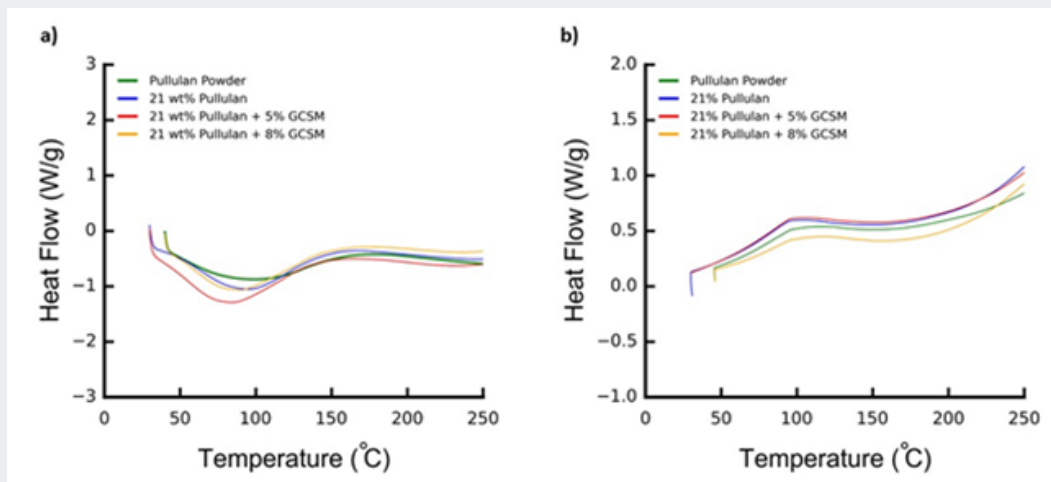 a)
3
2
1
0
−1
−2
−3
Heat Flow (W/g)
Pullulan Powder
21 wt% Pullulan
21 wt% Pullulan + 5% GCSM
21 wt% Pullulan + 8% GCSM
0 50 100 150 200 250
Temperature (°C)
b)
2.0
1.5
1.0
0.5
0.0
−0.5
−1.0
Heat Flow (W/g)
Pullulan Powder
21% Pullulan
21% Pullulan + 5% GCSM
21% Pullulan + 8% GCSM
0 50 100 150 200 250
Temperature (°C)